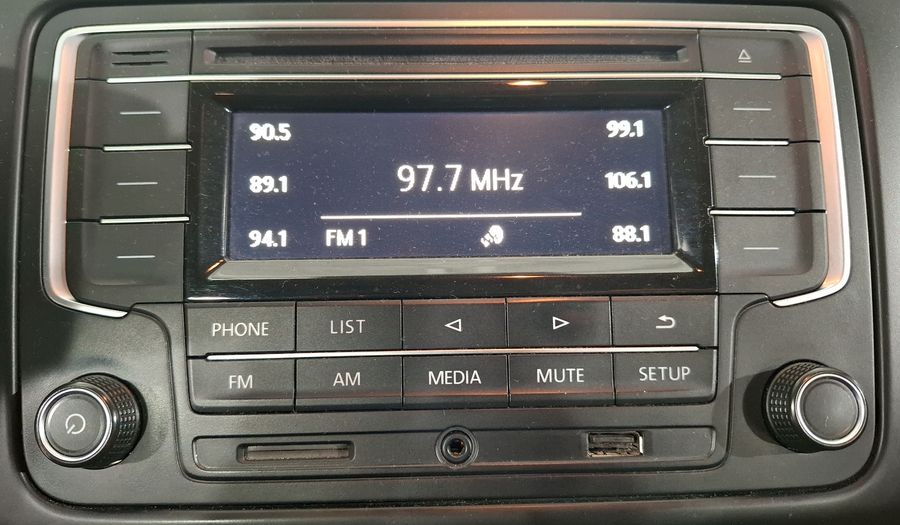 90.5 99.1
89.1 97.7 MHz 106.1
94.1 FM 1 88.1
PHONE LIST
FM AM MEDIA MUTE SETUP